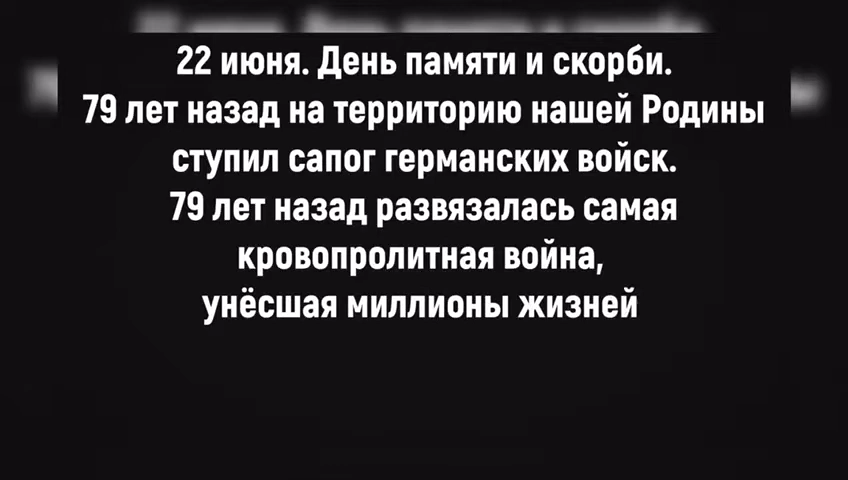 22 июня. День памяти и скорби.
79 лет назад на территорию нашей Родины
ступил сапог германских войск.
79 лет назад развязалась самая
кровопролитная война,
унёсшая миллионы жизней